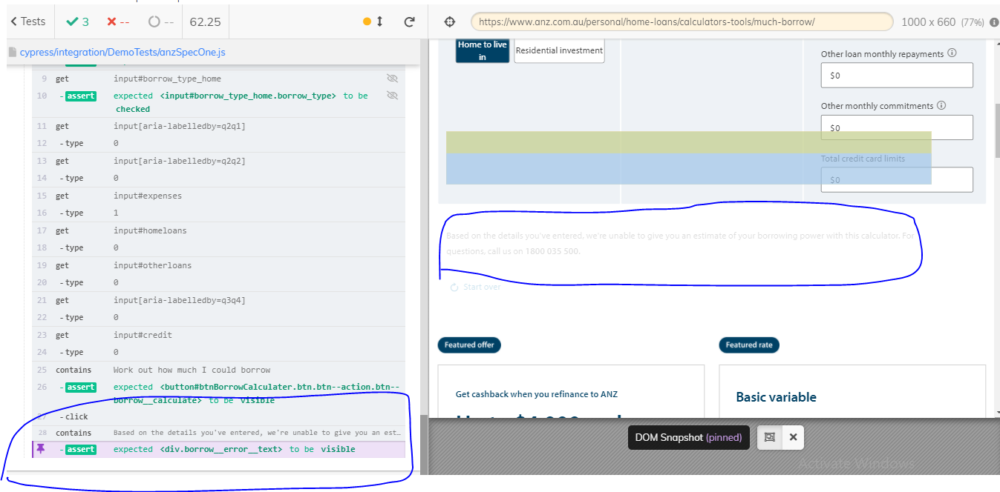 Tests
3
--
--
62.25
https://www.anz.com.au/personal/home-loans/calculators-tools/much-borrow/
1000 x 660 (77%)
cypress/integration/DemoTests/anzSpecOne.js
9 get input#borrow_type_home
10 -assert expected <input#borrow_type_home.borrow_type> to be
checked
11 get input[aria-labelledby=q2q1]
12 -type 0
13 get input[aria-labelledby=q2q2]
14 -type 0
15 get input#expenses
16 -type 1
17 get input#homeloans
18 -type 0
19 get input#otherloans
20 -type 0
21 get input[aria-labelledby=q3q4]
22 -type 0
23 get input#credit
24 -type 0
25 contains Work out how much I could borrow
26 -assert expected <button#btnBorrowCalculater.btn.btn--action.btn--
borrow__calculate> to be visible
27 -click
28 contains Based on the details you've entered, we're unable to give you an est…
-assert expected <div.borrow__error__text> to be visible
Home to live
in
Residential investment
Other loan monthly repayments
$0
Other monthly commitments
$0
Total credit card limits
$0
Based on the details you've entered, we're unable to give you an estimate of your borrowing power with this calculator. For
questions, call us on 1800 035 500.
Start over
Featured offer
Featured rate
Get cashback when you refinance to ANZ
Basic variable
DOM Snapshot (pinned)
Activate Windows